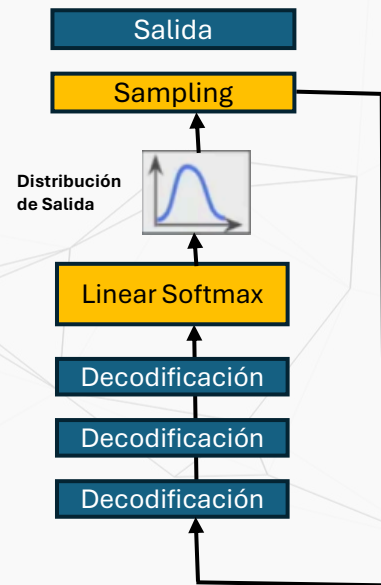 Salida
Sampling
Distribución
de Salida
Linear Softmax
Decodificación
Decodificación
Decodificación